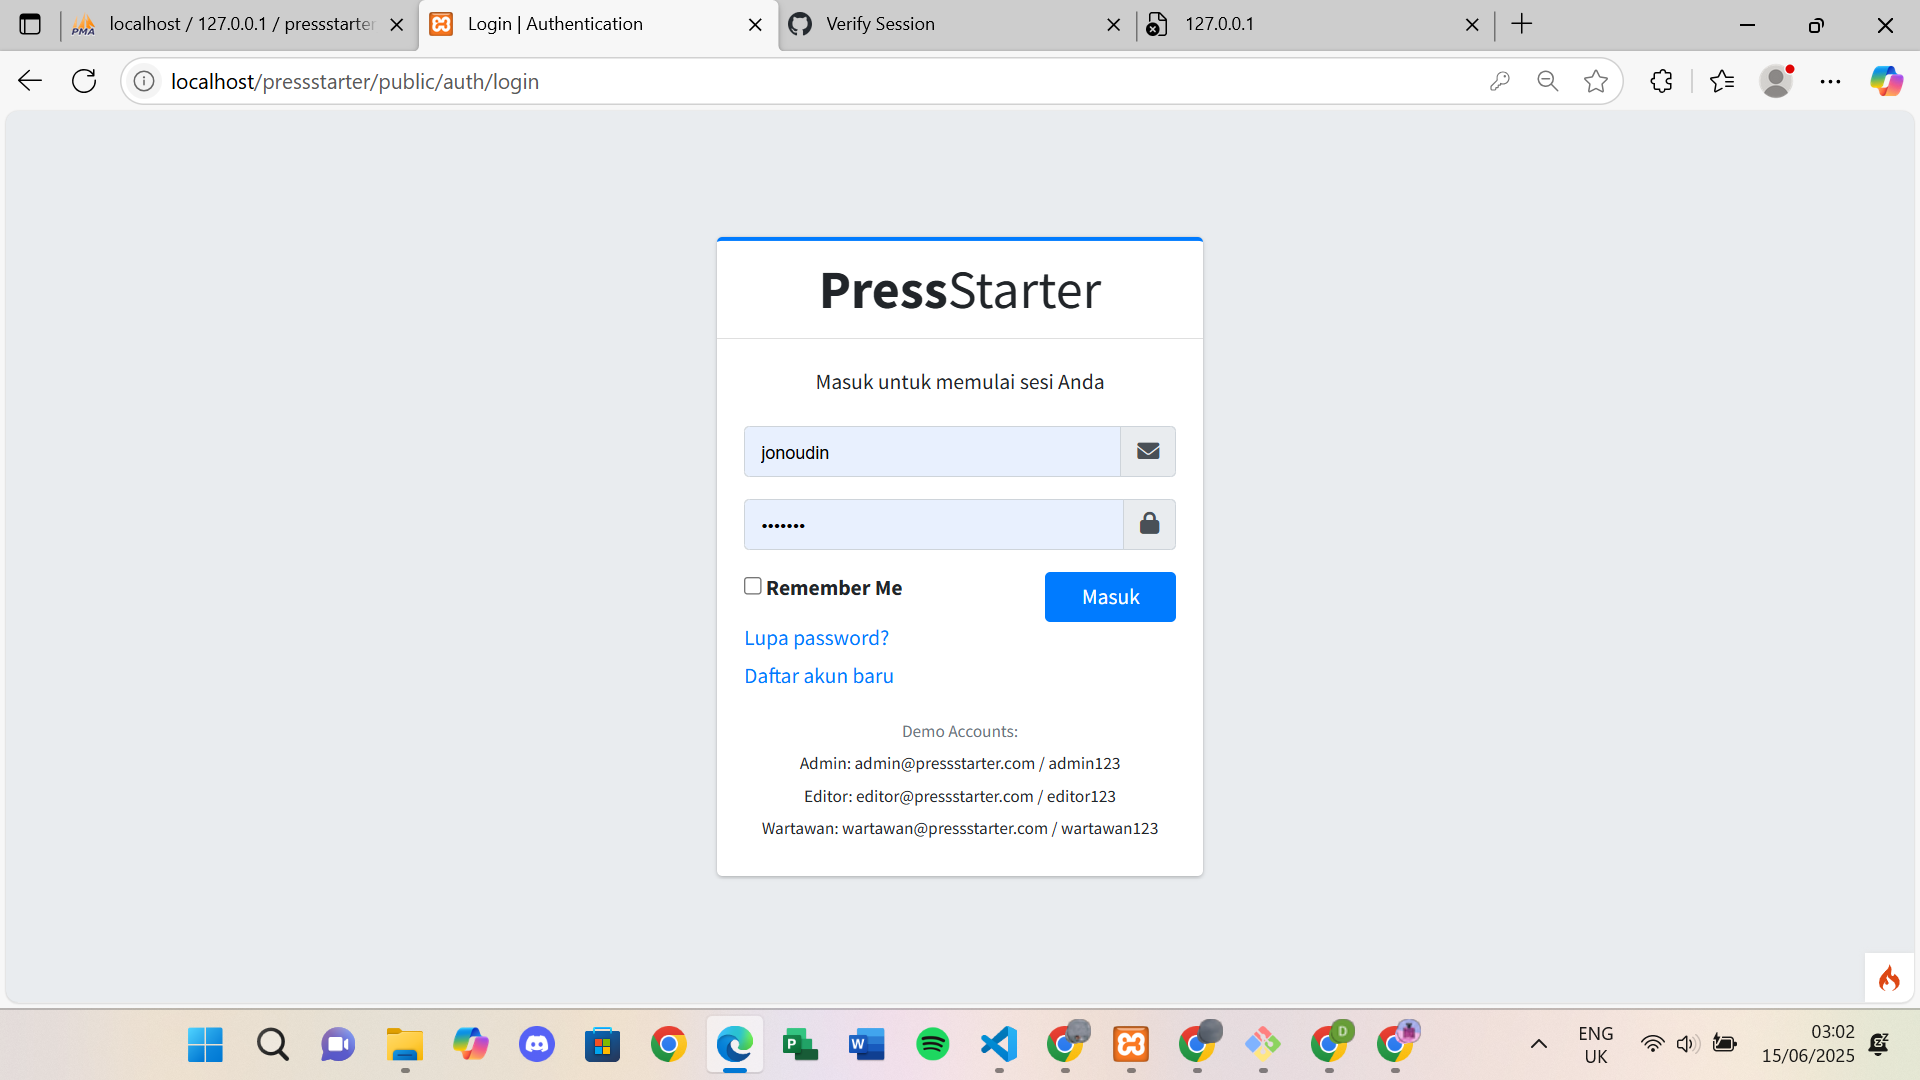 localhost / 127.0.0.1 / pressstarter
Login | Authentication
Verify Session
127.0.0.1
localhost/pressstarter/public/auth/login
PressStarter
Masuk untuk memulai sesi Anda
jonoudin
•••••••
Remember Me
Masuk
Lupa password?
Daftar akun baru
Demo Accounts:
Admin: admin@pressstarter.com / admin123
Editor: editor@pressstarter.com / editor123
Wartawan: wartawan@pressstarter.com / wartawan123
ENG
UK
03:02
15/06/2025